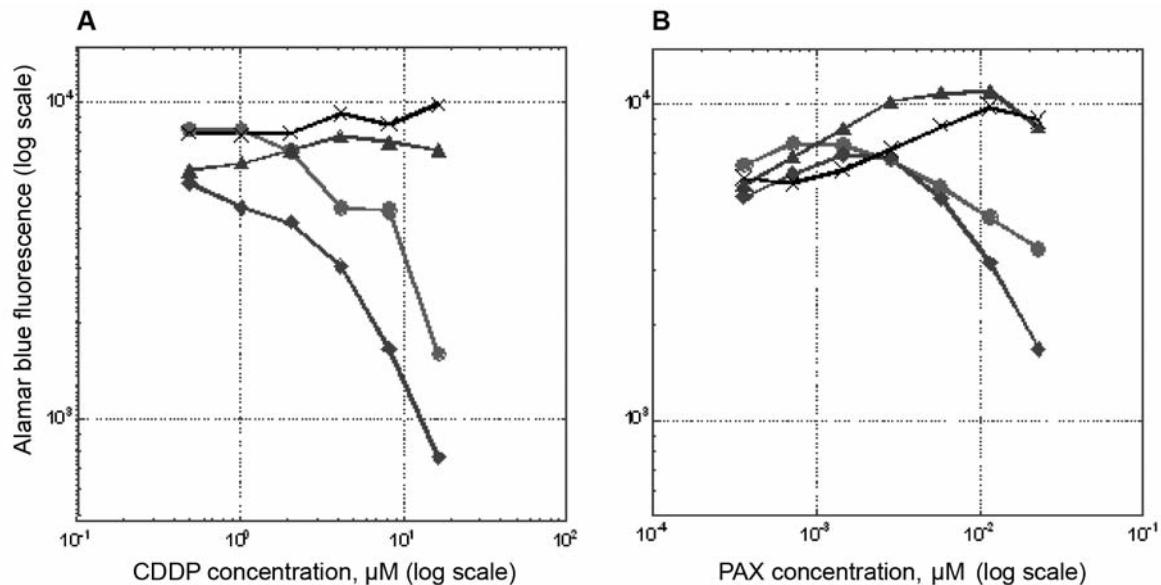 A
B
Alamar blue fluorescence (log scale)
10⁴
10³
10⁻¹ 10⁰ 10¹ 10²
CDDP concentration, µM (log scale)
10⁴
10³
10⁻⁴ 10⁻³ 10⁻² 10⁻¹
PAX concentration, µM (log scale)